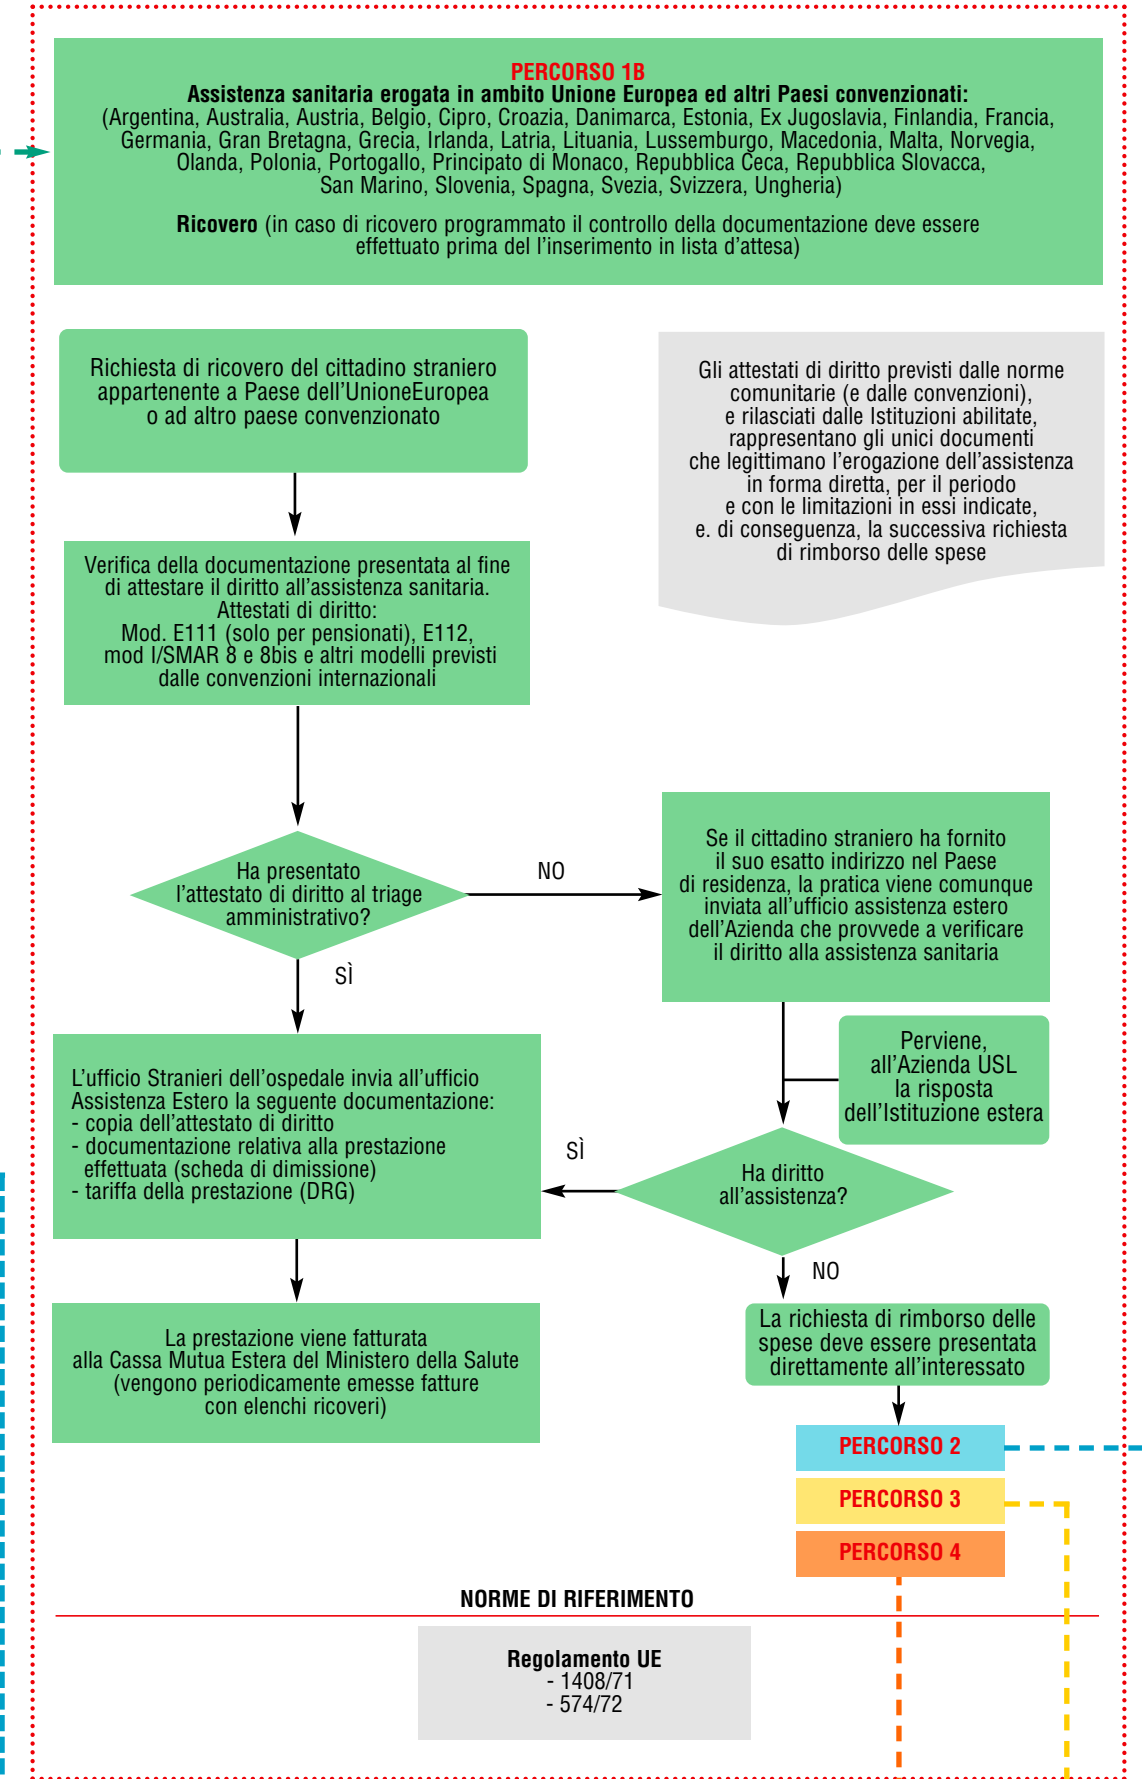 PERCORSO 1B
Assistenza sanitaria erogata in ambito Unione Europea ed altri Paesi convenzionati:
(Argentina, Australia, Austria, Belgio, Cipro, Croazia, Danimarca, Estonia, Ex Jugoslavia, Finlandia, Francia,
Germania, Gran Bretagna, Grecia, Irlanda, Latria, Lituania, Lussemburgo, Macedonia, Malta, Norvegia,
Olanda, Polonia, Portogallo, Principato di Monaco, Repubblica Ceca, Repubblica Slovacca,
San Marino, Slovenia, Spagna, Svezia, Svizzera, Ungheria)
Ricovero (in caso di ricovero programmato il controllo della documentazione deve essere
effettuato prima del l'inserimento in lista d'attesa)
Richiesta di ricovero del cittadino straniero
appartenente a Paese dell'UnioneEuropea
o ad altro paese convenzionato
Gli attestati di diritto previsti dalle norme
comunitarie (e dalle convenzioni),
e rilasciati dalle Istituzioni abilitate,
rappresentano gli unici documenti
che legittimano l'erogazione dell'assistenza
in forma diretta, per il periodo
e con le limitazioni in essi indicate,
e. di conseguenza, la successiva richiesta
di rimborso delle spese
Verifica della documentazione presentata al fine
di attestare il diritto all'assistenza sanitaria.
Attestati di diritto:
Mod. E111 (solo per pensionati), E112,
mod I/SMAR 8 e 8bis e altri modelli previsti
dalle convenzioni internazionali
Ha presentato
l'attestato di diritto al triage
amministrativo?
NO
SÌ
Se il cittadino straniero ha fornito
il suo esatto indirizzo nel Paese
di residenza, la pratica viene comunque
inviata all'ufficio assistenza estero
dell'Azienda che provvede a verificare
il diritto alla assistenza sanitaria
Perviene,
all'Azienda USL
la risposta
dell'Istituzione estera
L'ufficio Stranieri dell'ospedale invia all'ufficio
Assistenza Estero la seguente documentazione:
- copia dell'attestato di diritto
- documentazione relativa alla prestazione
effettuata (scheda di dimissione)
- tariffa della prestazione (DRG)
SÌ
Ha diritto
all'assistenza?
NO
La prestazione viene fatturata
alla Cassa Mutua Estera del Ministero della Salute
(vengono periodicamente emesse fatture
con elenchi ricoveri)
La richiesta di rimborso delle
spese deve essere presentata
direttamente all'interessato
PERCORSO 2
PERCORSO 3
PERCORSO 4
NORME DI RIFERIMENTO
Regolamento UE
- 1408/71
- 574/72